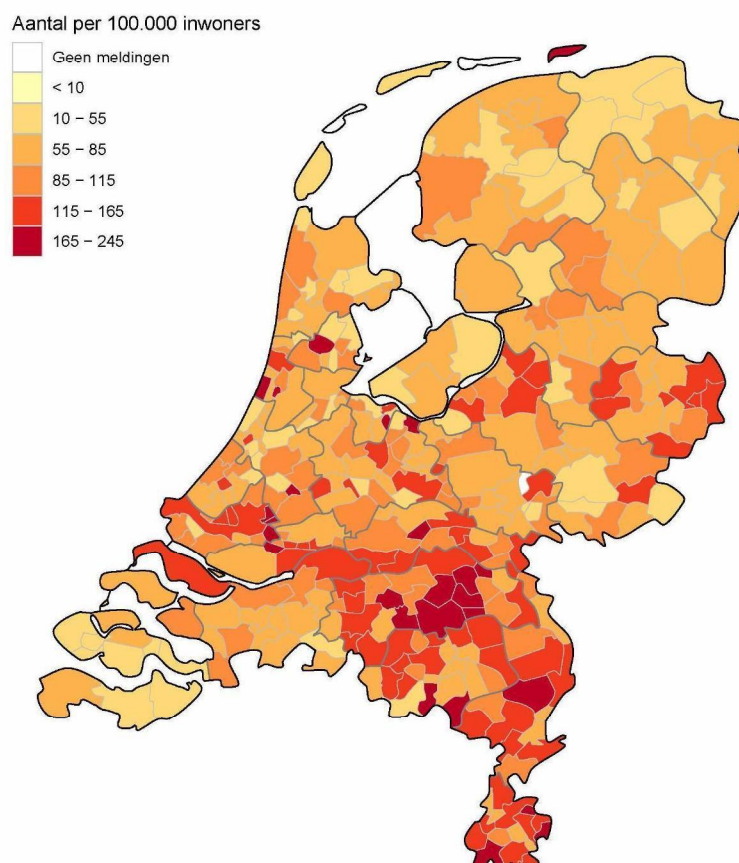 Aantal per 100.000 inwoners
Geen meldingen
< 10
10 − 55
55 − 85
85 − 115
115 − 165
165 − 245